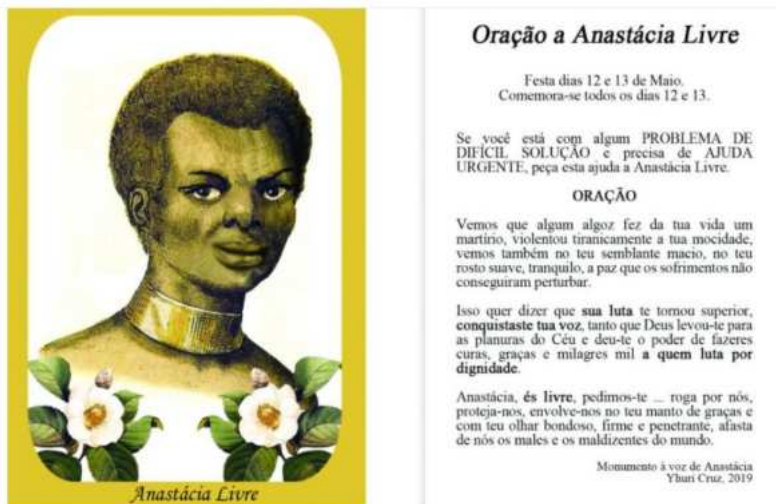 Anastácia Livre
Oração a Anastácia Livre
Festa dias 12 e 13 de Maio.
Comemora-se todos os dias 12 e 13.
Se você está com algum PROBLEMA DE
DIFÍCIL SOLUÇÃO e precisa de AJUDA
URGENTE, peça esta ajuda a Anastácia Livre.
ORAÇÃO
Vemos que algum algoz fez da tua vida um
martírio, violentou tiranicamente a tua mocidade,
vemos também no teu semblante macio, no teu
rosto suave, tranquilo, a paz que os sofrimentos não
conseguiram perturbar.
Isso quer dizer que sua luta te tornou superior,
conquistaste tua voz, tanto que Deus levou-te para
as planuras do Céu e deu-te o poder de fazeres
curas, graças e milagres mil a quem luta por
dignidade.
Anastácia, és livre, pedimos-te ... roga por nós,
proteja-nos, envolve-nos no teu manto de graças e
com teu olhar bondoso, firme e penetrante, afasta
de nós os males e os maldizentes do mundo.
Monumento à voz de Anastácia
Yhuri Cruz, 2019